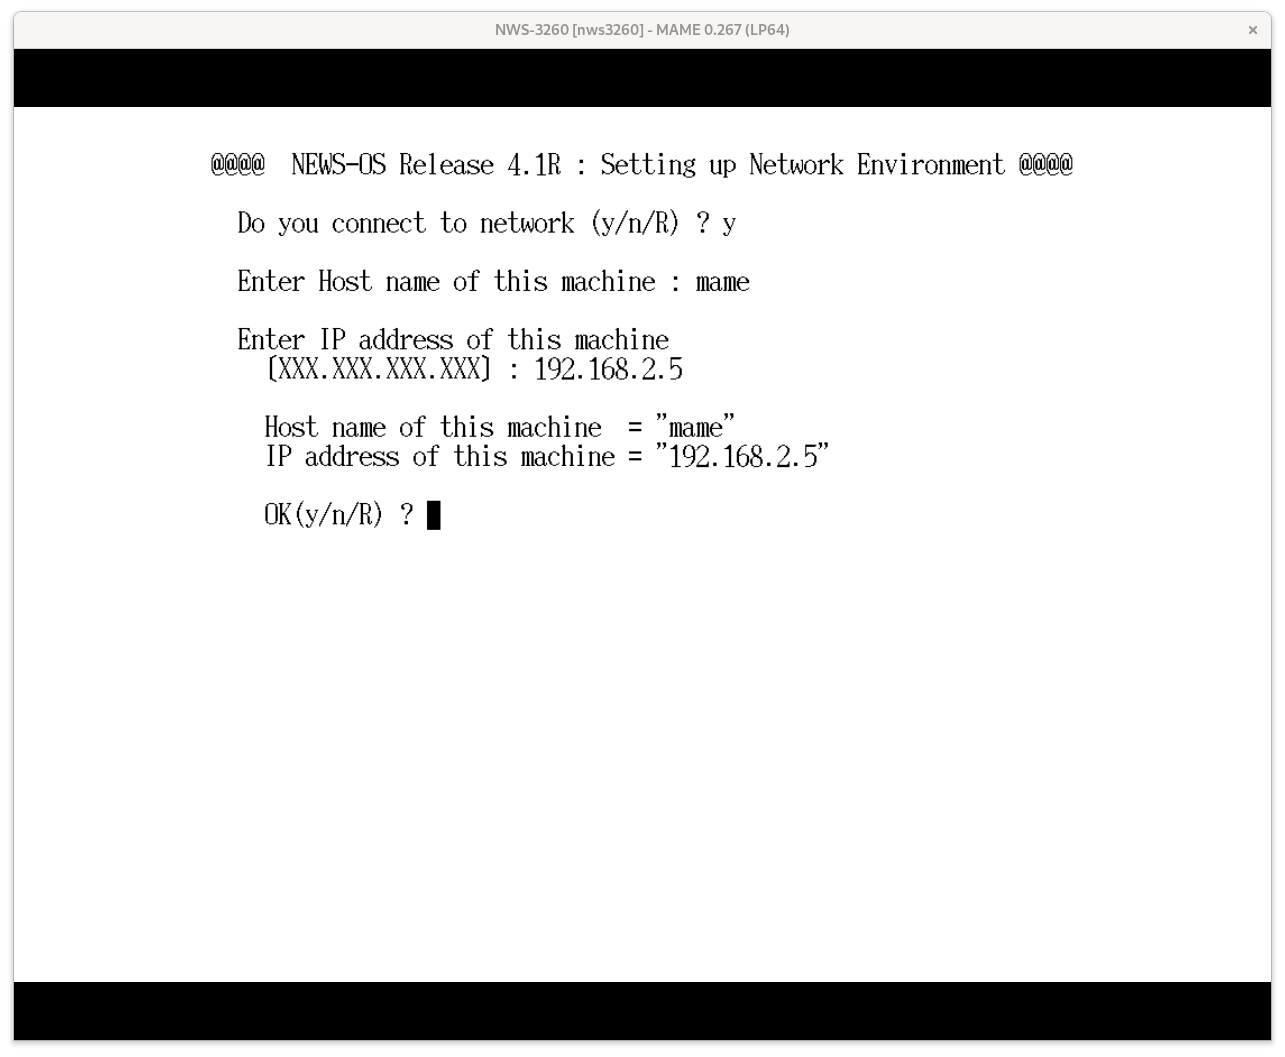 NWS-3260 [nws3260] - MAME 0.267 (LP64)
@@@@  NEWS-OS Release 4.1R : Setting up Network Environment @@@@
Do you connect to network (y/n/R) ? y
Enter Host name of this machine : mame
Enter IP address of this machine
[XXX.XXX.XXX.XXX] : 192.168.2.5
Host name of this machine  = "mame"
IP address of this machine = "192.168.2.5"
OK(y/n/R) ?